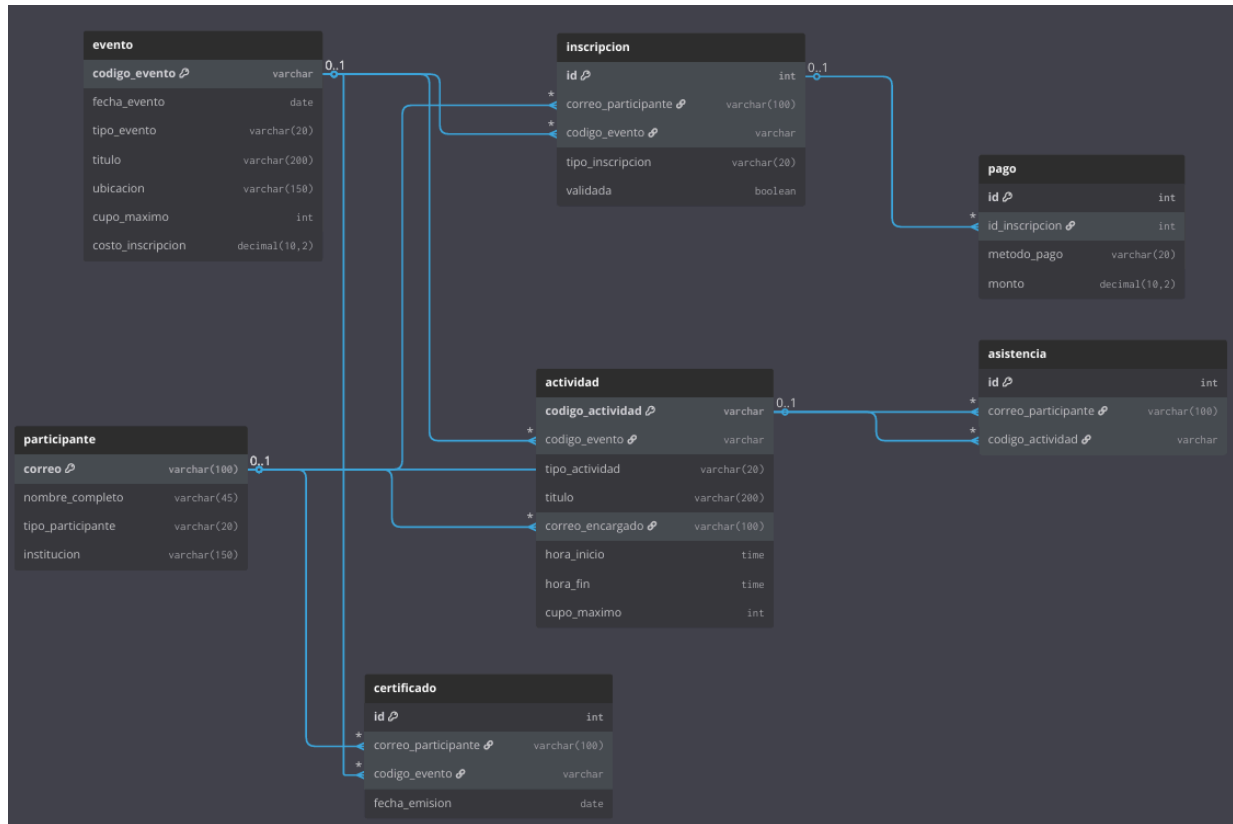 evento
codigo_evento varchar
fecha_evento date
tipo_evento varchar(20)
titulo varchar(200)
ubicacion varchar(150)
cupo_maximo int
costo_inscripcion decimal(10,2)
0..1
inscripcion
id int
* correo_participante varchar(100)
* codigo_evento varchar
tipo_inscripcion varchar(20)
validada boolean
0..1
pago
id int
* id_inscripcion int
metodo_pago varchar(20)
monto decimal(10,2)
asistencia
id int
* correo_participante varchar(100)
* codigo_actividad varchar
actividad
codigo_actividad varchar
0..1
* codigo_evento varchar
tipo_actividad varchar(20)
titulo varchar(200)
* correo_encargado varchar(100)
hora_inicio time
hora_fin time
cupo_maximo int
participante
correo varchar(100)
0..1
nombre_completo varchar(45)
tipo_participante varchar(20)
institucion varchar(150)
certificado
id int
* correo_participante varchar(100)
* codigo_evento varchar
fecha_emision date